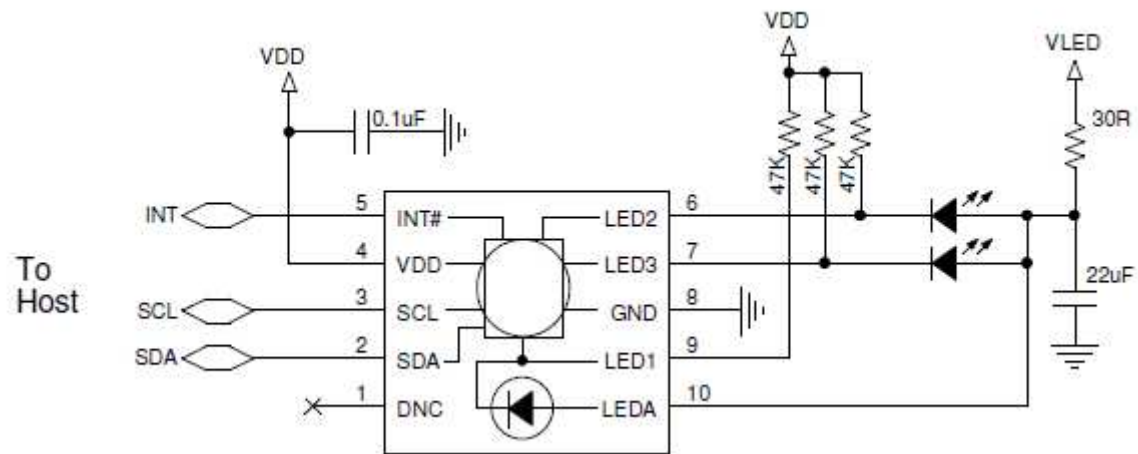 VDD
0.1uF
VDD
VLED
30R
47K
47K
47K
22uF
To
Host
INT
SCL
SDA
5
4
3
2
1
INT#
VDD
SCL
SDA
DNC
LED2
LED3
GND
LED1
LEDA
6
7
8
9
10